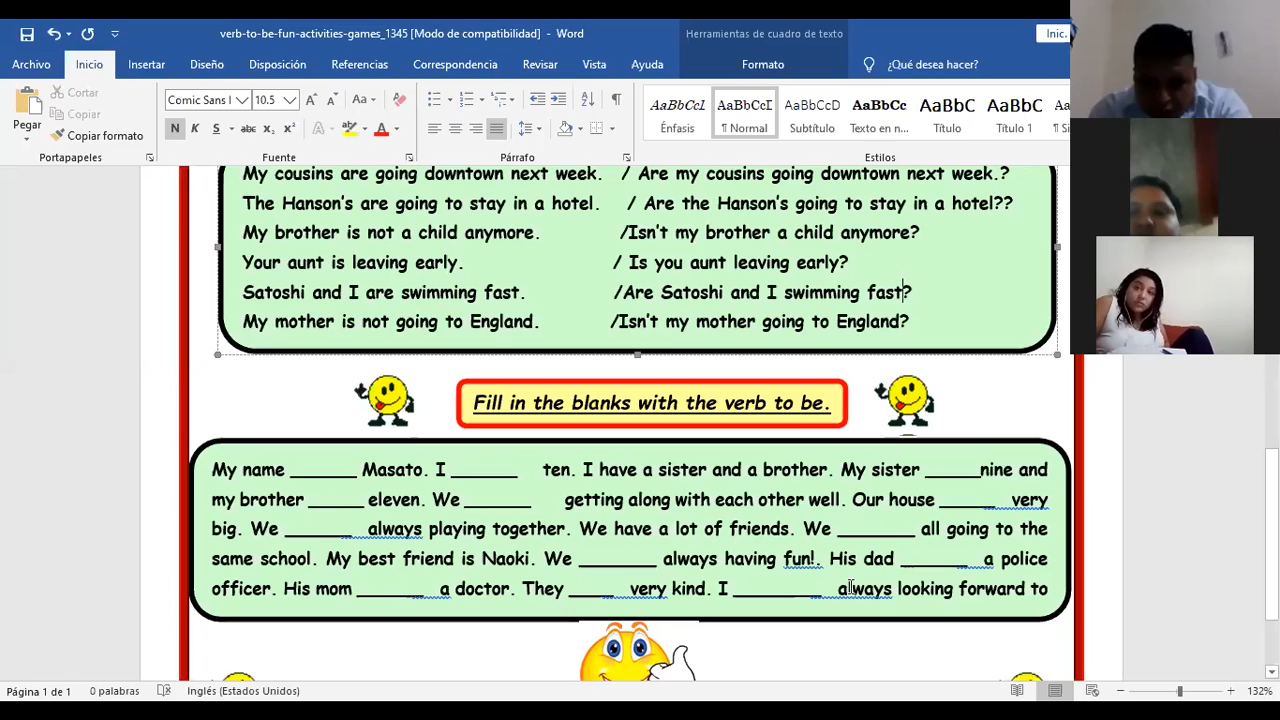 verb-to-be-fun-activities-games_1345 [Modo de compatibilidad] - Word
Herramientas de cuadro de texto
Inic.
Archivo Inicio Insertar Diseño Disposición Referencias Correspondencia Revisar Vista Ayuda Formato ¿Qué desea hacer?
Pegar
Cortar
Copiar
Copiar formato
Portapapeles
Comic Sans I 10.5
Fuente
Párrafo
AaBbCcI Énfasis
AaBbCcI ¶ Normal
AaBbCcD Subtítulo
AaBbCc Texto en n...
AaBbC Título
AaBbC Título 1
Estilos
My cousins are going downtown next week. / Are my cousins going downtown next week.?
The Hanson's are going to stay in a hotel. / Are the Hanson's going to stay in a hotel??
My brother is not a child anymore. /Isn't my brother a child anymore?
Your aunt is leaving early. / Is you aunt leaving early?
Satoshi and I are swimming fast. /Are Satoshi and I swimming fast?
My mother is not going to England. /Isn't my mother going to England?
Fill in the blanks with the verb to be.
My name _______ Masato. I _______ ten. I have a sister and a brother. My sister ______nine and
my brother ______ eleven. We _______ getting along with each other well. Our house ______ very
big. We _______ always playing together. We have a lot of friends. We ________ all going to the
same school. My best friend is Naoki. We ________ always having fun!. His dad _______ a police
officer. His mom _______ a doctor. They _____ very kind. I _________ always looking forward to
Página 1 de 1 0 palabras Inglés (Estados Unidos) 132%